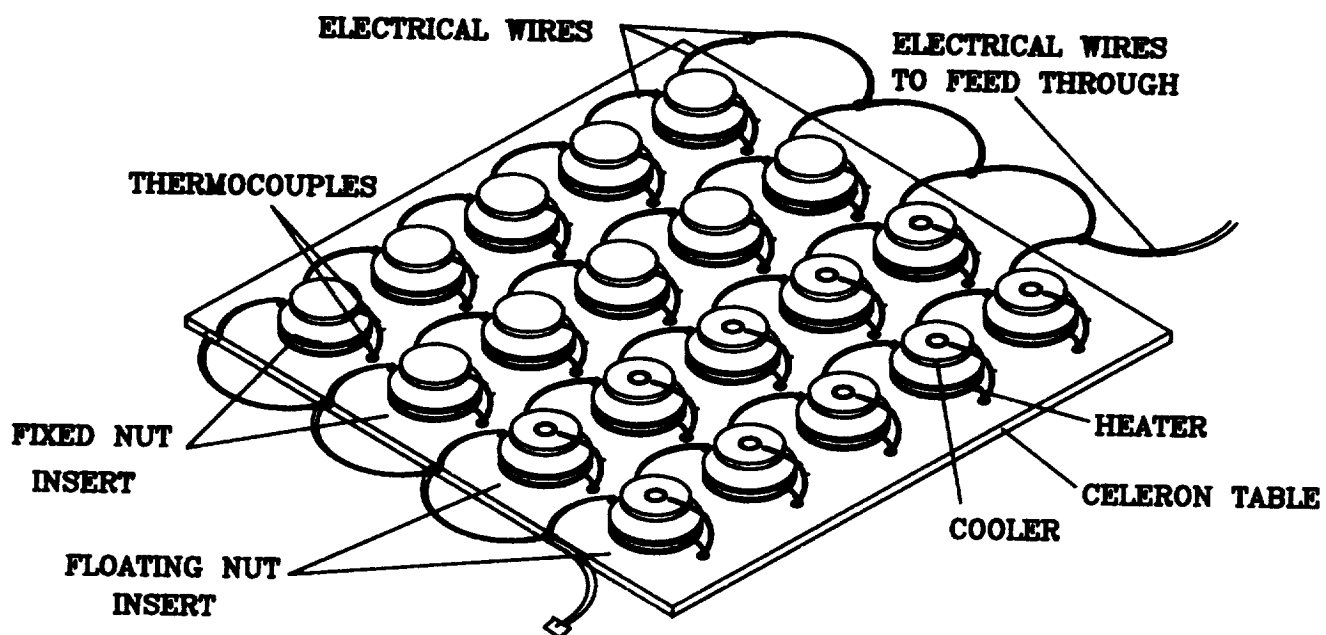 ELECTRICAL WIRES
ELECTRICAL WIRES
TO FEED THROUGH
THERMOCOUPLES
FIXED NUT
INSERT
HEATER
CELERON TABLE
COOLER
FLOATING NUT
INSERT